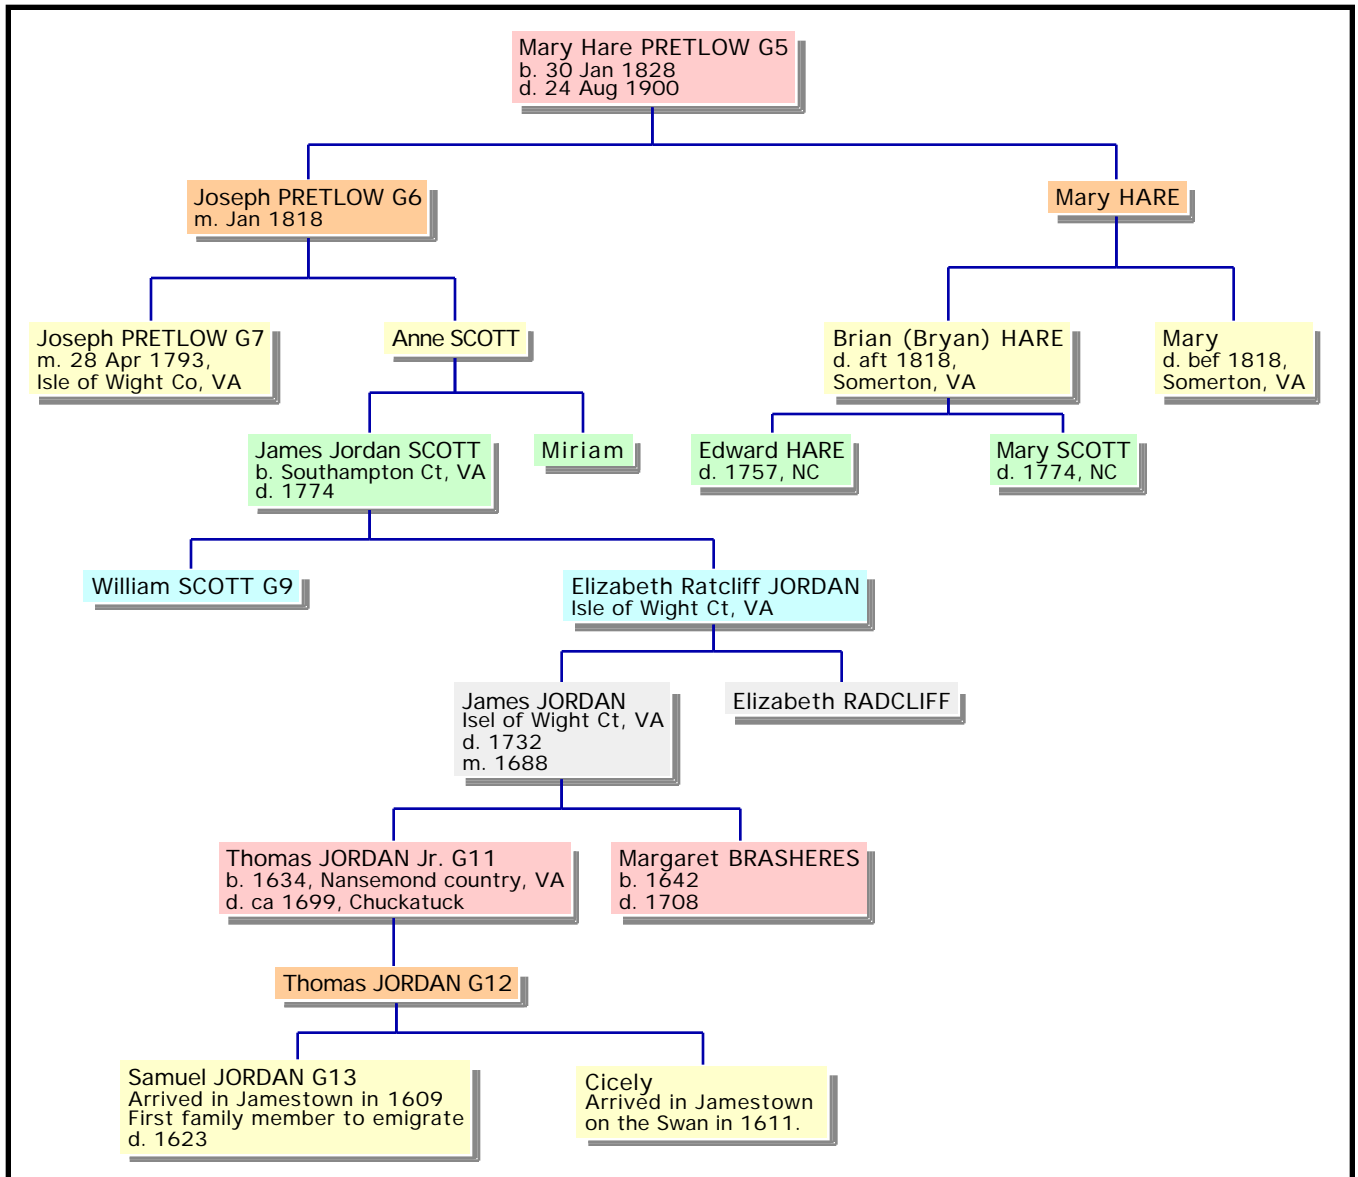 Mary Hare PRETLOW G5
b. 30 Jan 1828
d. 24 Aug 1900
Joseph PRETLOW G6
m. Jan 1818
Mary HARE
Joseph PRETLOW G7
m. 28 Apr 1793,
Isle of Wight Co, VA
Anne SCOTT
Brian (Bryan) HARE
d. aft 1818,
Somerton, VA
Mary
d. bef 1818,
Somerton, VA
James Jordan SCOTT
b. Southampton Ct, VA
d. 1774
Miriam
Edward HARE
d. 1757, NC
Mary SCOTT
d. 1774, NC
William SCOTT G9
Elizabeth Ratcliff JORDAN
Isle of Wight Ct, VA
James JORDAN
Isel of Wight Ct, VA
d. 1732
m. 1688
Elizabeth RADCLIFF
Thomas JORDAN Jr. G11
b. 1634, Nansemond country, VA
d. ca 1699, Chuckatuck
Margaret BRASHERES
b. 1642
d. 1708
Thomas JORDAN G12
Samuel JORDAN G13
Arrived in Jamestown in 1609
First family member to emigrate
d. 1623
Cicely
Arrived in Jamestown
on the Swan in 1611.